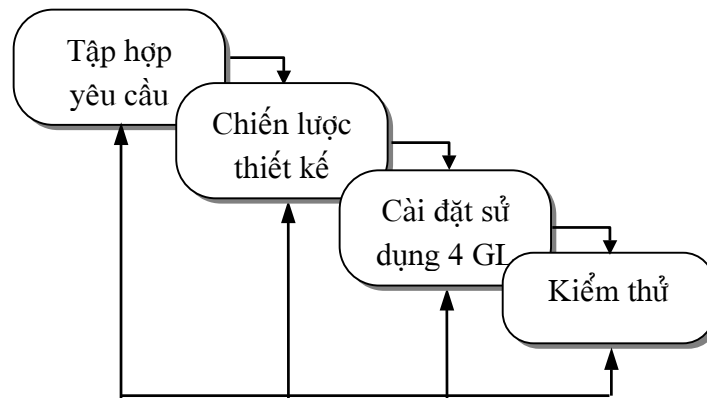 Tập hợp
yêu cầu
Chiến lược
thiết kế
Cài đặt sử
dụng 4 GL
Kiểm thử